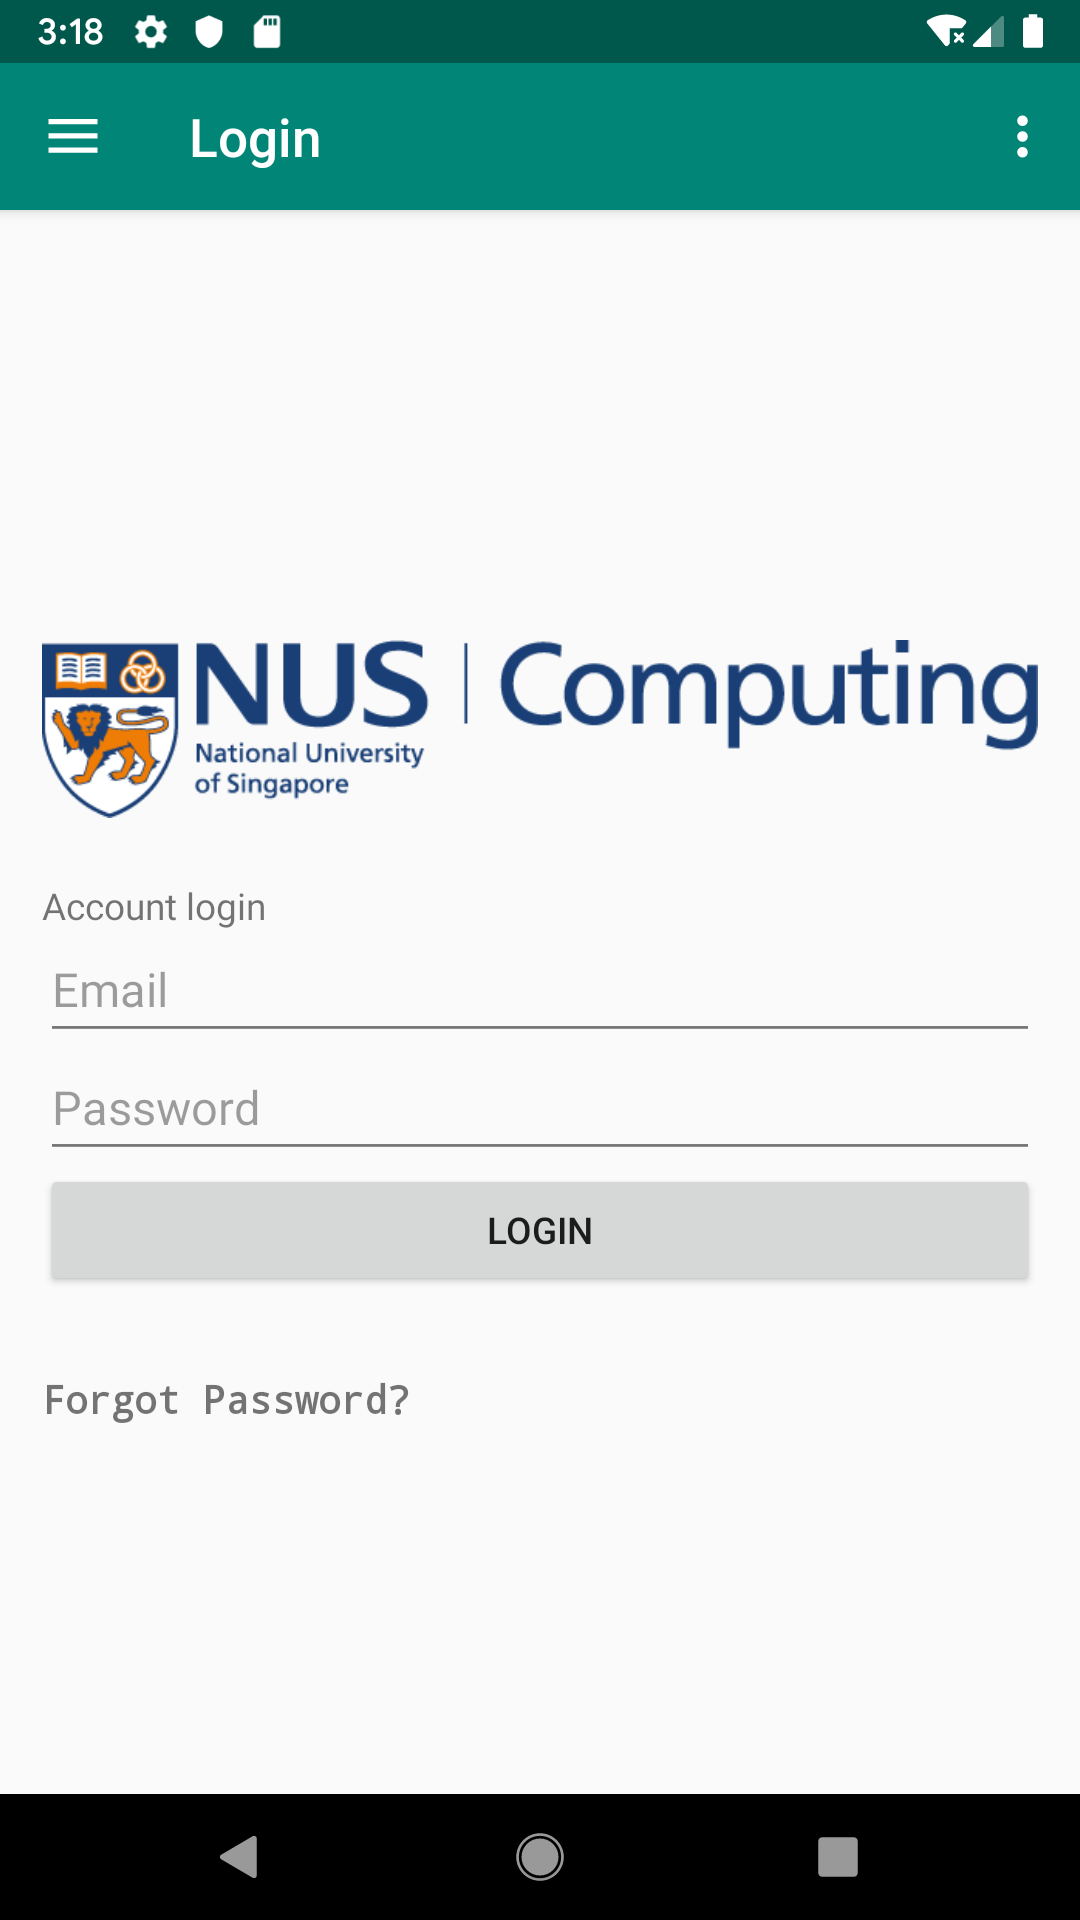 3:18
Login
NUS | Computing
National University
of Singapore
Account login
Email
Password
LOGIN
Forgot Password?